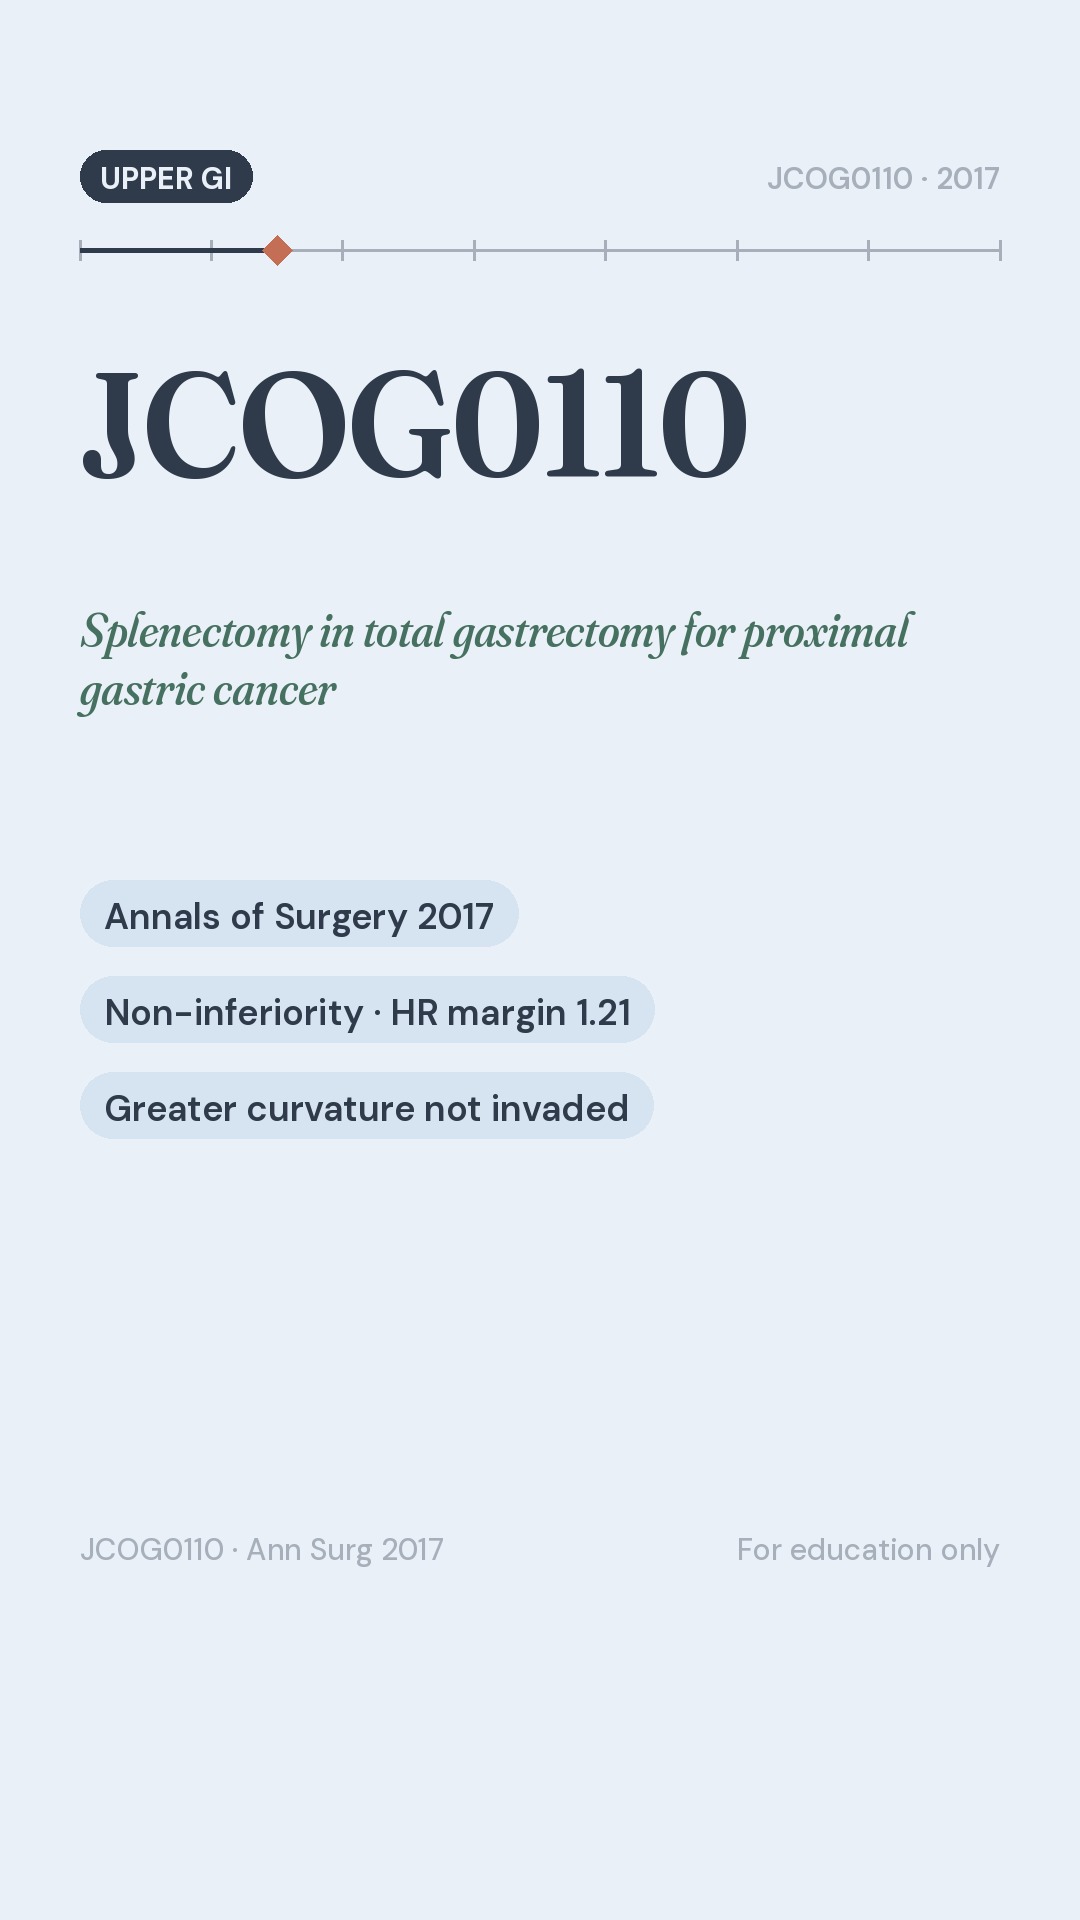 UPPER GI
JCOG0110 · 2017
JCOG0110
Splenectomy in total gastrectomy for proximal
gastric cancer
Annals of Surgery 2017
Non-inferiority · HR margin 1.21
Greater curvature not invaded
JCOG0110 · Ann Surg 2017
For education only